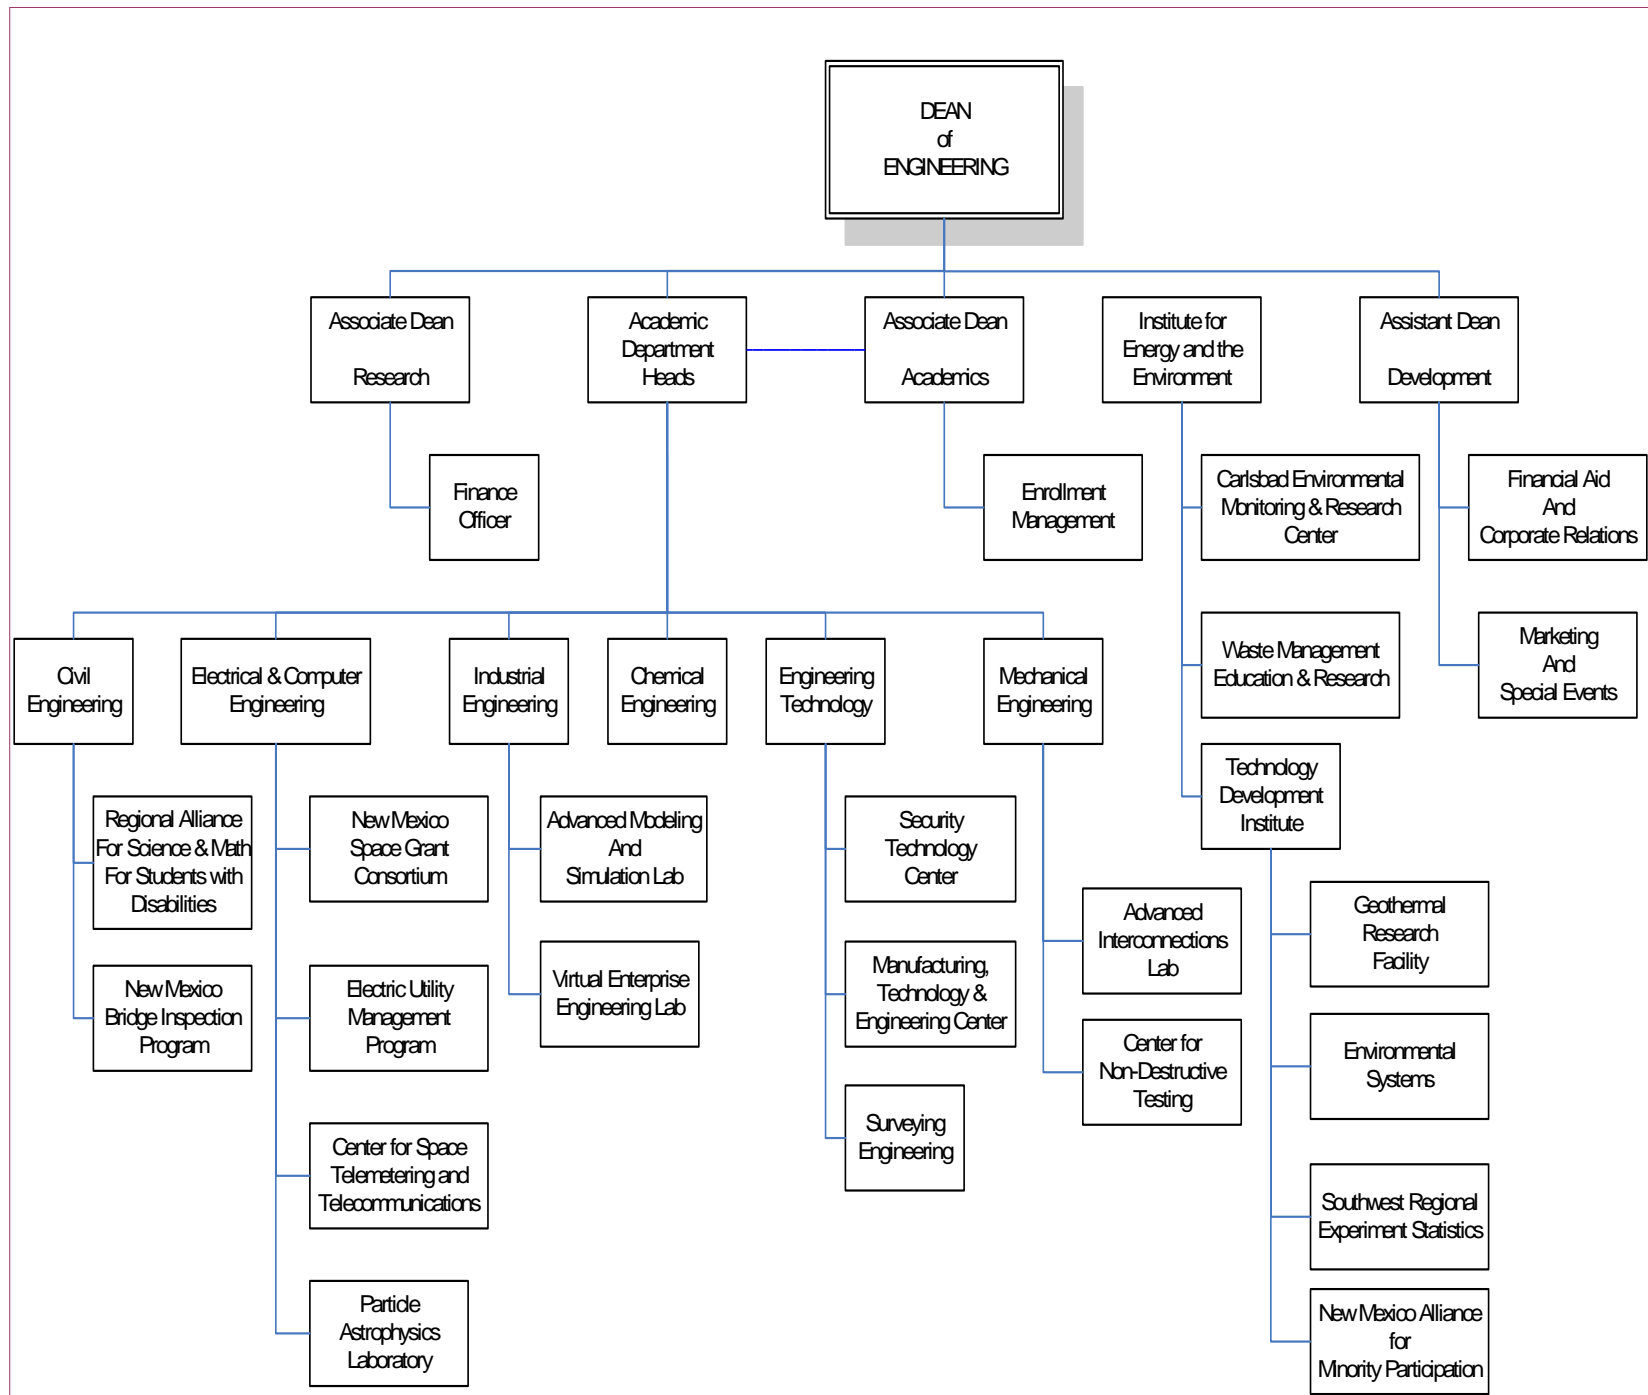 DEAN
of
ENGINEERING
Associate Dean
Research
Academic
Department
Heads
Associate Dean
Academics
Institute for
Energy and the
Environment
Assistant Dean
Development
Finance
Officer
Enrollment
Management
Carlsbad Environmental
Monitoring & Research
Center
Financial Aid
And
Corporate Relations
Waste Management
Education & Research
Marketing
And
Special Events
Civil
Engineering
Electrical & Computer
Engineering
Industrial
Engineering
Chemical
Engineering
Engineering
Technology
Mechanical
Engineering
Technology
Development
Institute
Regional Alliance
For Science & Math
For Students with
Disabilities
New Mexico
Space Grant
Consortium
Advanced Modeling
And
Simulation Lab
Security
Technology
Center
Advanced
Interconnections
Lab
Geothermal
Research
Facility
New Mexico
Bridge Inspection
Program
Electric Utility
Management
Program
Virtual Enterprise
Engineering Lab
Manufacturing,
Technology &
Engineering Center
Center for
Non-Destructive
Testing
Environmental
Systems
Center for Space
Telemetering and
Telecommunications
Surveying
Engineering
Southwest Regional
Experiment Statistics
Particle
Astrophysics
Laboratory
New Mexico Alliance
for
Minority Participation